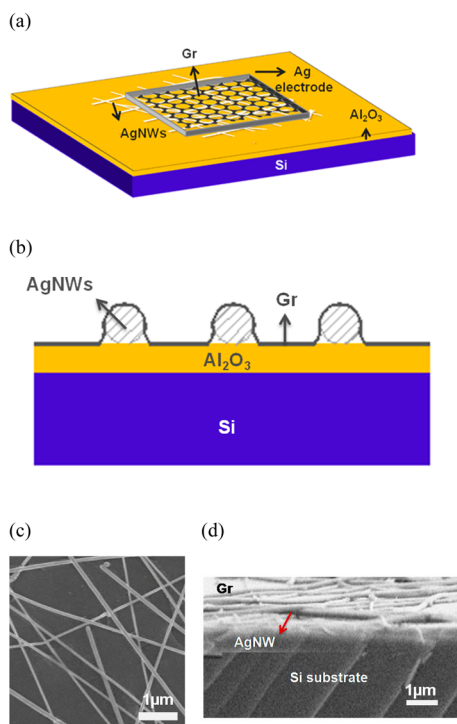 (a)
Gr
Ag
electrode
AgNWs
Al₂O₃
Si
(b)
AgNWs
Gr
Al₂O₃
Si
(c)
(d)
1μm
Gr
AgNW
Si substrate
1μm